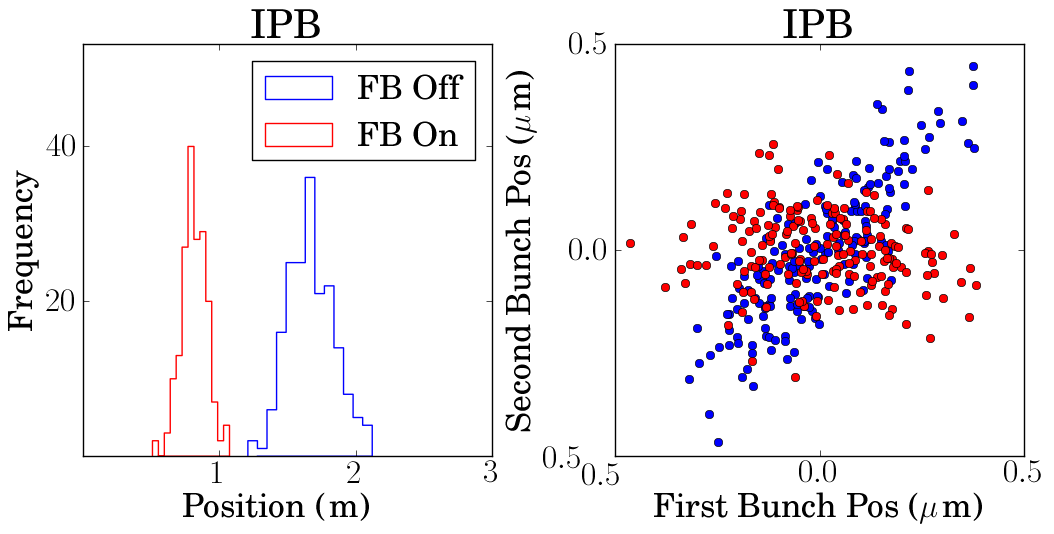 IPB
FB Off
FB On
40
20
Frequency
1
2
3
Position (m)
IPB
0.5
0.0
0.5
Second Bunch Pos (μm)
0.5
0.0
0.5
First Bunch Pos (μm)